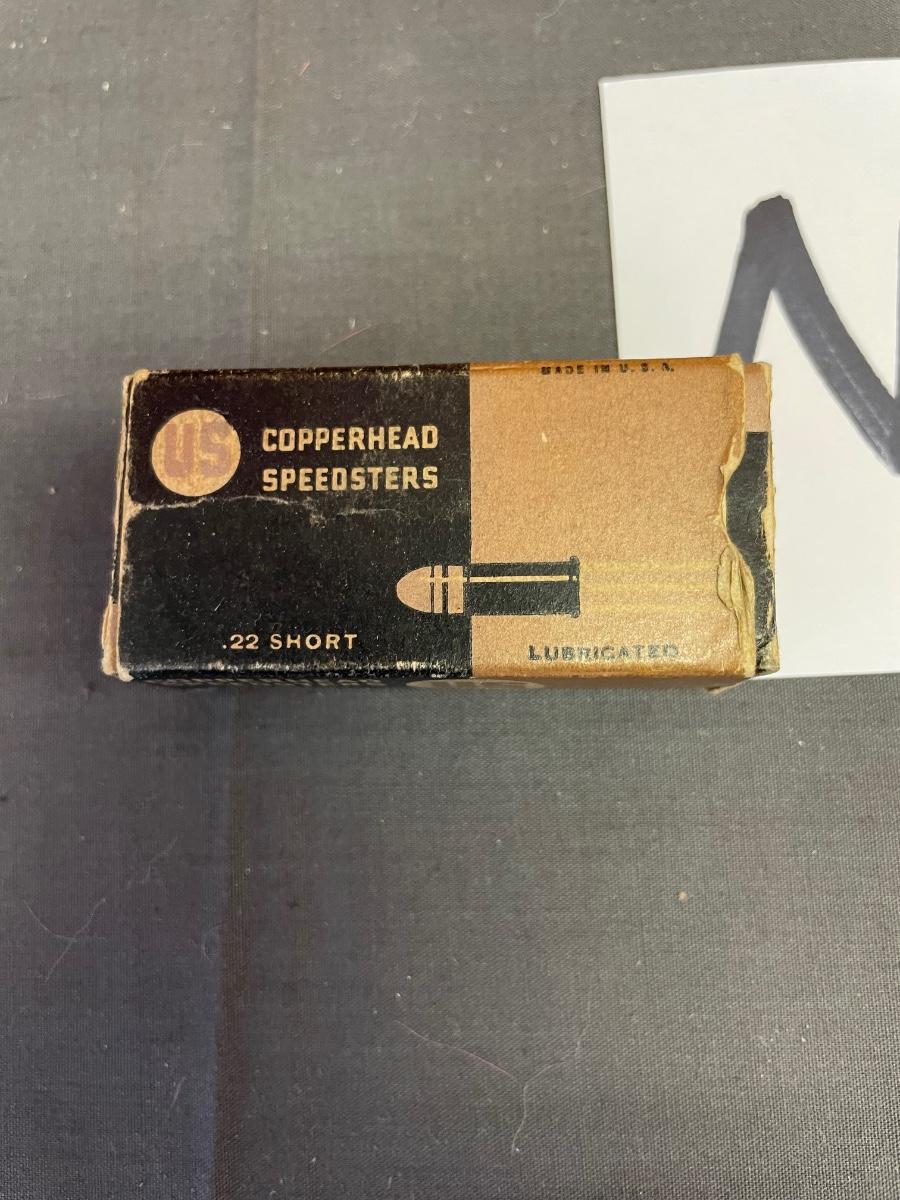 MADE IN U. S. A.
US
COPPERHEAD
SPEEDSTERS
.22 SHORT
LUBRICATED